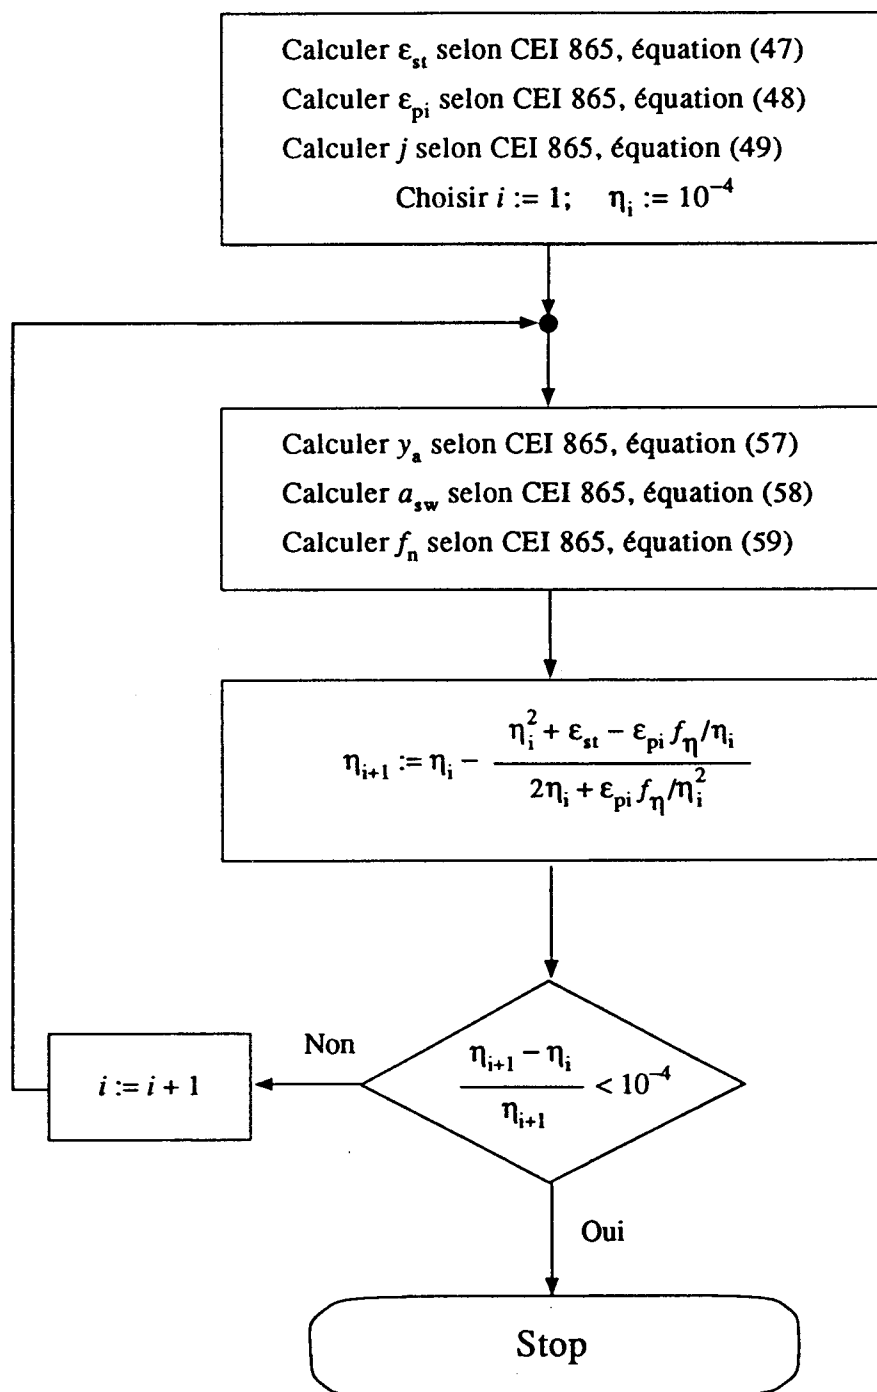 Calculer ε_st selon CEI 865, équation (47)
Calculer ε_pi selon CEI 865, équation (48)
Calculer j selon CEI 865, équation (49)
Choisir i := 1; η_i := 10^−4
Calculer y_a selon CEI 865, équation (57)
Calculer a_sw selon CEI 865, équation (58)
Calculer f_n selon CEI 865, équation (59)
η_i+1 := η_i − (η_i^2 + ε_st − ε_pi f_η/η_i) / (2η_i + ε_pi f_η/η_i^2)
Non
i := i + 1
(η_i+1 − η_i) / η_i+1 < 10^−4
Oui
Stop